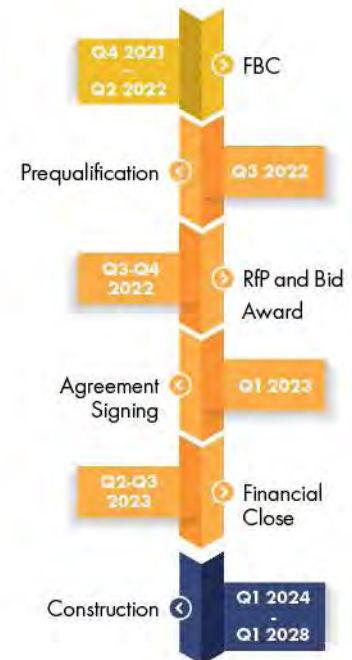 Q4 2021
–
Q2 2022
FBC
Prequalification
Q3 2022
Q3-Q4
2022
RfP and Bid
Award
Agreement
Signing
Q1 2023
Q2-Q3
2023
Financial
Close
Construction
Q1 2024
-
Q1 2028